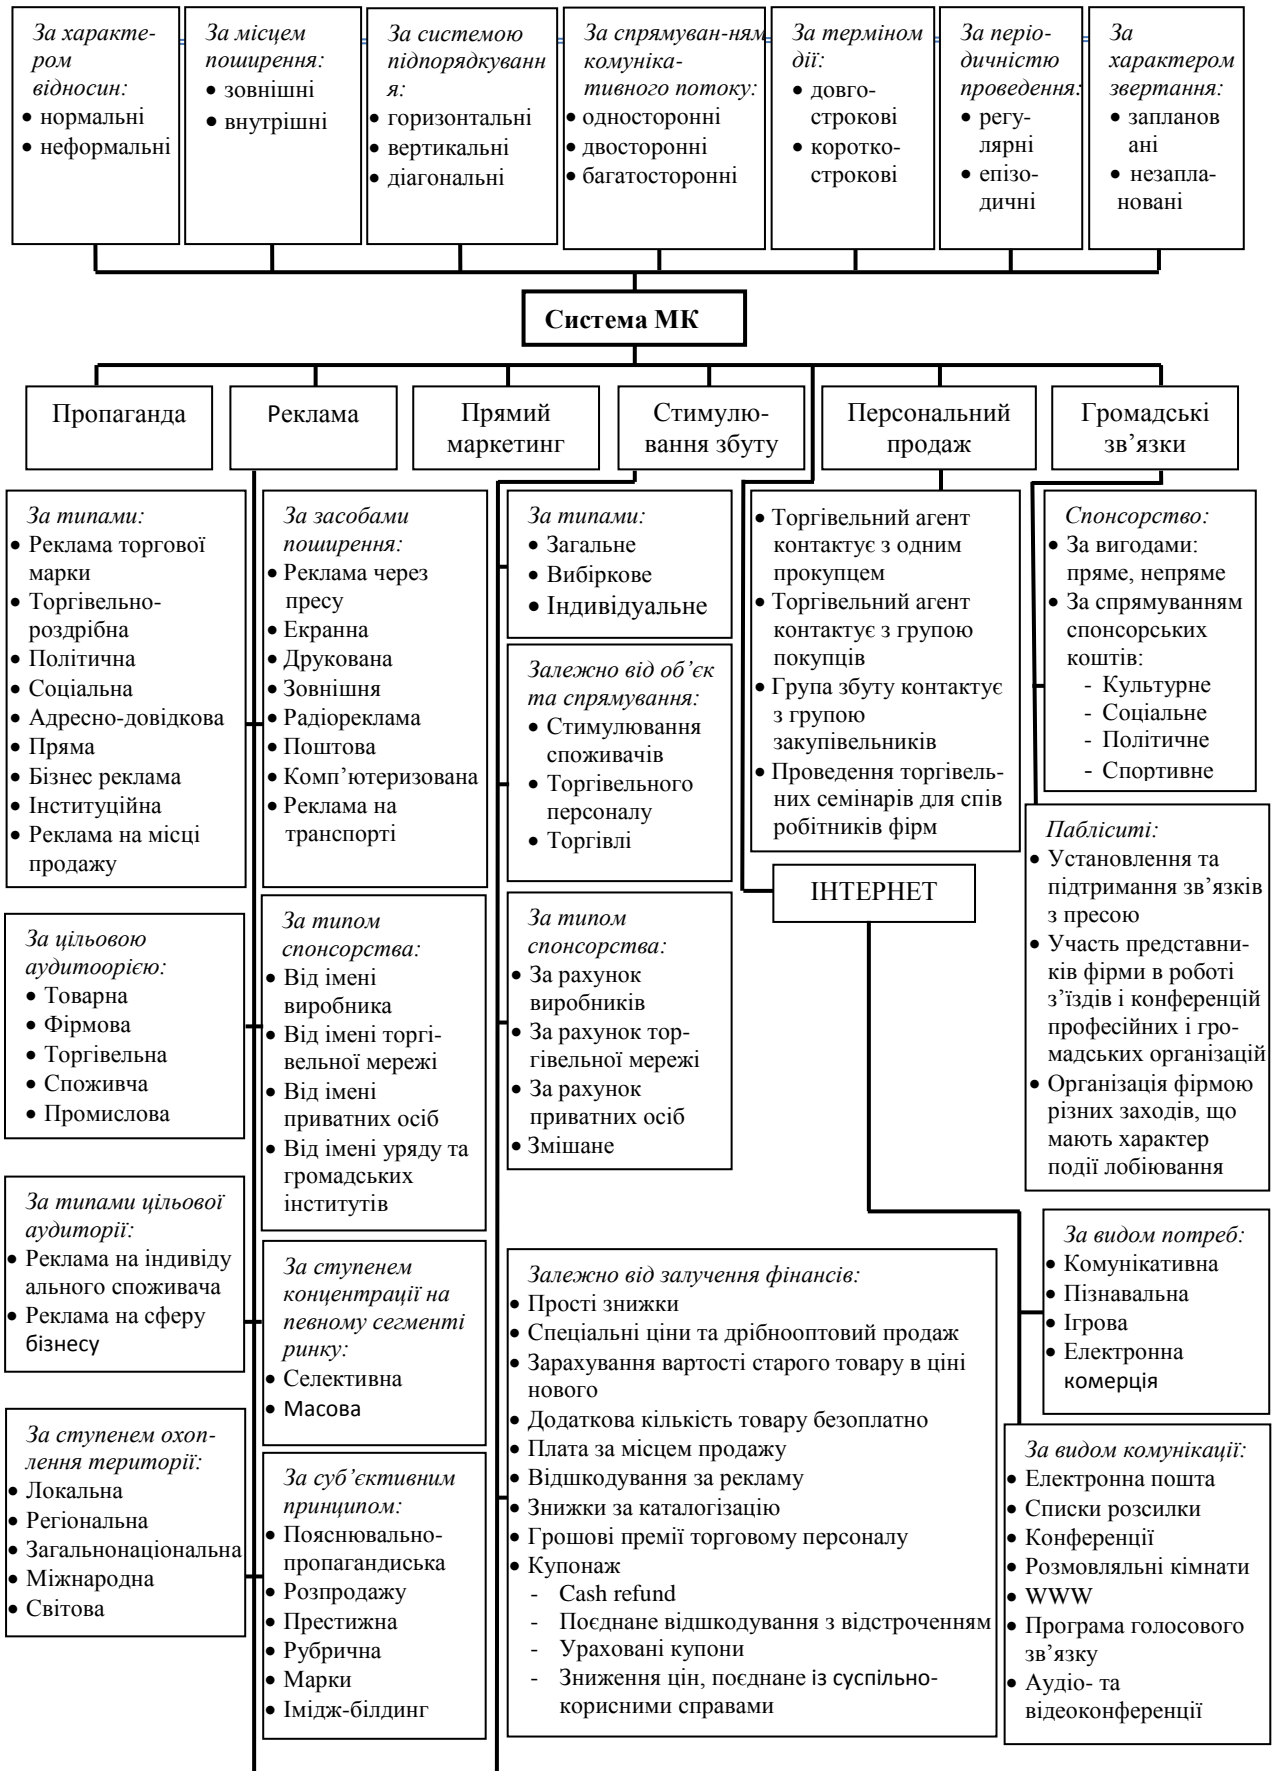 За характе-
ром
відносин:
• нормальні
• неформальні
За місцем
поширення:
• зовнішні
• внутрішні
За системою
підпорядкуванн
я:
• горизонтальні
• вертикальні
• діагональні
За спрямуван-ням
комуніка-
тивного потоку:
• односторонні
• двосторонні
• багатосторонні
За терміном
дії:
• довго-
строкові
• коротко-
строкові
За періо-
дичністю
проведення:
• регу-
лярні
• епізо-
дичні
За
характером
звертання:
• запланов
ані
• незапла-
новані
Система МК
Пропаганда
Реклама
Прямий
маркетинг
Стимулю-
вання збуту
Персональний
продаж
Громадські
зв’язки
За типами:
• Реклама торгової
марки
• Торгівельно-
роздрібна
• Політична
• Соціальна
• Адресно-довідкова
• Пряма
• Бізнес реклама
• Інституційна
• Реклама на місці
продажу
За засобами
поширення:
• Реклама через
пресу
• Екранна
• Друкована
• Зовнішня
• Радіореклама
• Поштова
• Комп’ютеризована
• Реклама на
транспорті
За типами:
• Загальне
• Вибіркове
• Індивідуальне
Залежно від об’єк
та спрямування:
• Стимулювання
споживачів
• Торгівельного
персоналу
• Торгівлі
• Торгівельний агент
контактує з одним
прокупцем
• Торгівельний агент
контактує з групою
покупців
• Група збуту контактує
з групою
закупівельників
• Проведення торгівель-
них семінарів для спів
робітників фірм
Спонсорство:
• За вигодами:
пряме, непряме
• За спрямуванням
спонсорських
коштів:
- Культурне
- Соціальне
- Політичне
- Спортивне
Пабліситі:
• Установлення та
підтримання зв’язків
з пресою
• Участь представни-
ків фірми в роботі
з’їздів і конференцій
професійних і гро-
мадських організацій
• Організація фірмою
різних заходів, що
мають характер
події лобіювання
ІНТЕРНЕТ
За цільовою
аудитоорією:
• Товарна
• Фірмова
• Торгівельна
• Споживча
• Промислова
За типом
спонсорства:
• Від імені
виробника
• Від імені торгі-
вельної мережі
• Від імені
приватних осіб
• Від імені уряду та
громадських
інститутів
За типом
спонсорства:
• За рахунок
виробників
• За рахунок тор-
гівельної мережі
• За рахунок
приватних осіб
• Змішане
За типами цільової
аудиторії:
• Реклама на індивіду
ального споживача
• Реклама на сферу
бізнесу
За ступенем
концентрації на
певному сегменті
ринку:
• Селективна
• Масова
Залежно від залучення фінансів:
• Прості знижки
• Спеціальні ціни та дрібнооптовий продаж
• Зарахування вартості старого товару в ціні
нового
• Додаткова кількість товару безоплатно
• Плата за місцем продажу
• Відшкодування за рекламу
• Знижки за каталогізацію
• Грошові премії торговому персоналу
• Купонаж
- Cash refund
- Поєднане відшкодування з відстроченням
- Ураховані купони
- Зниження цін, поєднане із суспільно-
корисними справами
За видом потреб:
• Комунікативна
• Пізнавальна
• Ігрова
• Електронна
комерція
За ступенем охоп-
лення території:
• Локальна
• Регіональна
• Загальнонаціональна
• Міжнародна
• Світова
За суб’єктивним
принципом:
• Пояснювально-
пропагандиська
• Розпродажу
• Престижна
• Рубрична
• Марки
• Імідж-білдинг
За видом комунікації:
• Електронна пошта
• Списки розсилки
• Конференції
• Розмовляльні кімнати
• WWW
• Програма голосового
зв’язку
• Аудіо- та
відеоконференції